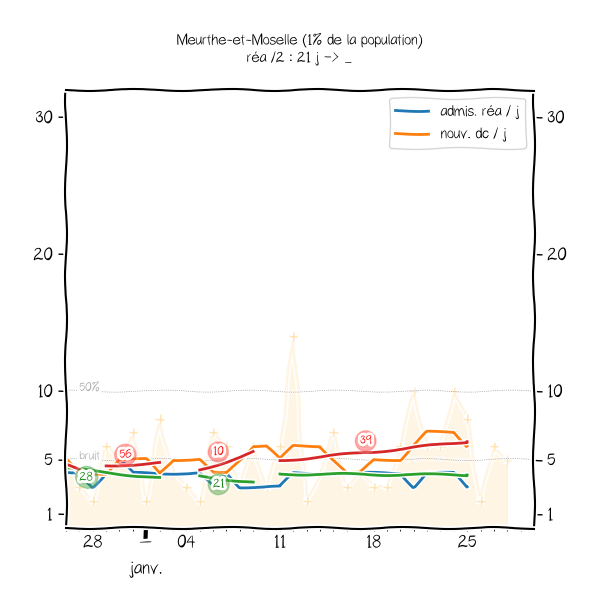 Meurthe-et-Moselle (1% de la population)
réa /2 : 21 j -> _
admis. réa / j
nouv. dc / j
30 30
20 20
10 10
5 5
1 1
50%
bruit
28
56
10
21
39
28 1 04 11 18 25
janv.